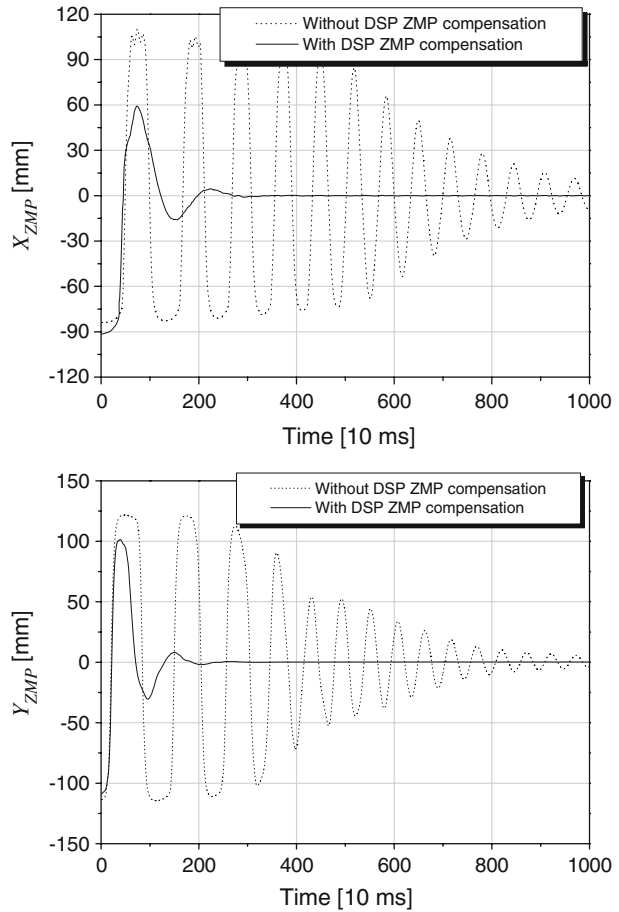 Without DSP ZMP compensation
With DSP ZMP compensation
120
90
60
30
0
-30
-60
-90
-120
X_ZMP [mm]
0 200 400 600 800 1000
Time [10 ms]
Without DSP ZMP compensation
With DSP ZMP compensation
150
100
50
0
-50
-100
-150
Y_ZMP [mm]
0 200 400 600 800 1000
Time [10 ms]